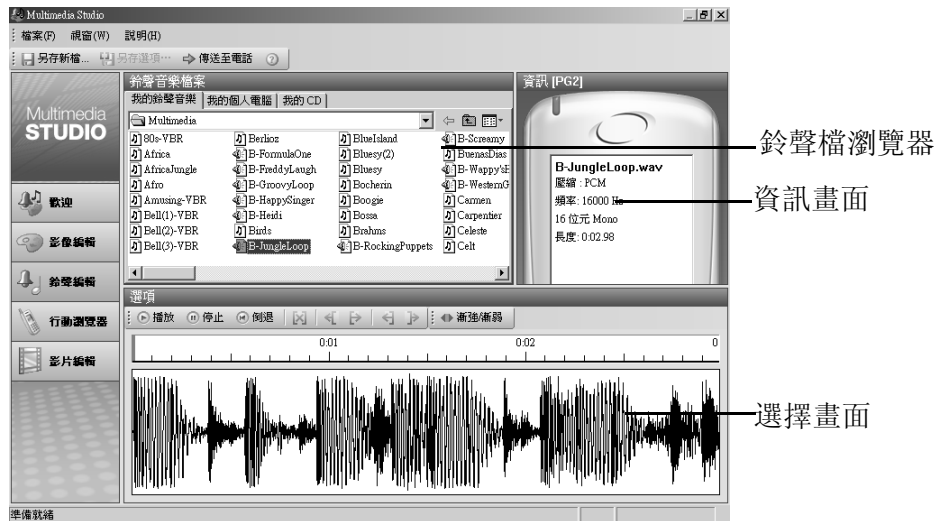 Multimedia Studio
檔案(F) 視窗(W) 說明(H)
另存新檔... 另存選項... 傳送至電話
Multimedia
STUDIO
歡迎
影像編輯
鈴聲編輯
行動瀏覽器
影片編輯
鈴聲音樂檔案
我的鈴聲音樂 我的個人電腦 我的 CD
Multimedia
80s-VBR Berlioz BlueIsland B-Screamy
Africa B-FormulaOne Bluesy(2) BuenasDias
AfricaJungle B-FreddyLaugh Bluesy B-Wappy'sE
Afro B-GroovyLoop Bocherin B-WesternG
Amusing-VBR B-HappySinger Boogie Carmen
Bell(1)-VBR B-Heidi Bossa Carpentier
Bell(2)-VBR Birds Brahms Celeste
Bell(3)-VBR B-JungleLoop B-RockingPuppets Celt
資訊 [PG2]
B-JungleLoop.wav
壓縮 : PCM
頻率: 16000 Hz
16 位元 Mono
長度: 0:02.98
選項
播放 停止 倒退 漸強/漸弱
0:01 0:02 0
準備就緒
鈴聲檔瀏覽器
資訊畫面
選擇畫面